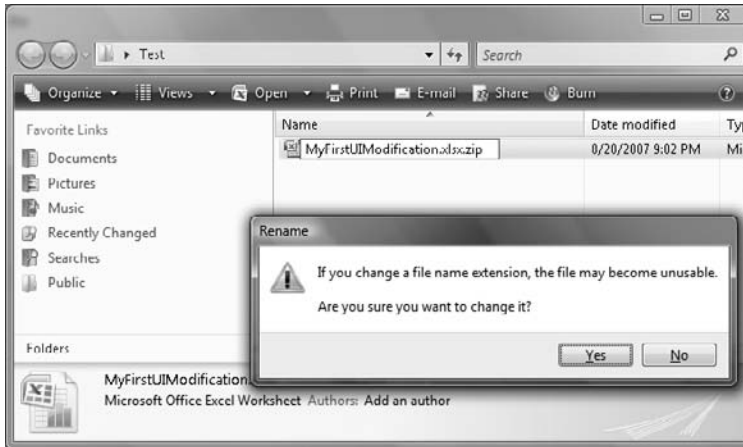 Test
Search
Organize Views Open Print E-mail Share Burn
Favorite Links
Name Date modified Ty
Documents
MyFirstUIModification.xlsx.zip 8/20/2007 9:02 PM Mi
Pictures
Music
Recently Changed
Searches
Public
Rename
If you change a file name extension, the file may become unusable.
Are you sure you want to change it?
Yes No
Folders
MyFirstUIModification.
Microsoft Office Excel Worksheet Authors: Add an author